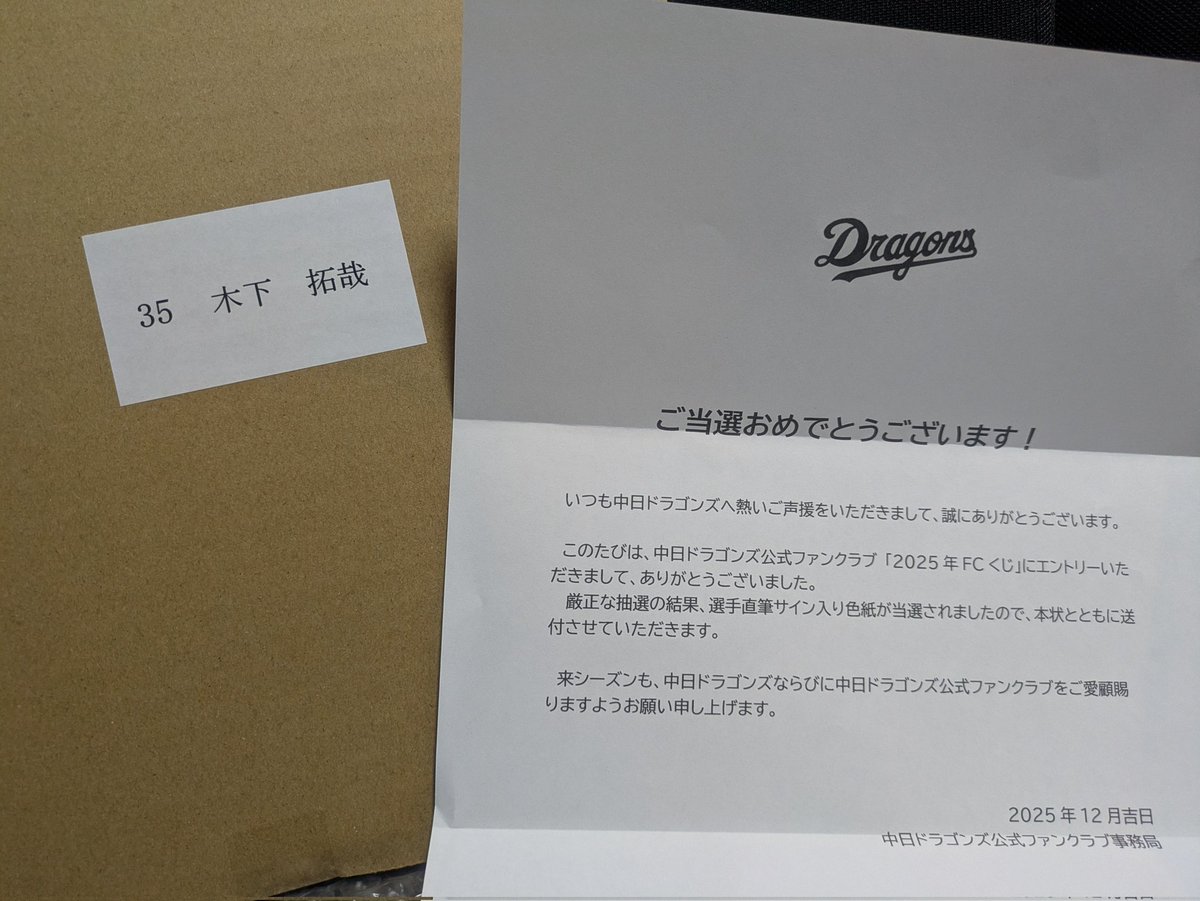 35 木下 拓哉
Dragons
ご当選おめでとうございます！
いつも中日ドラゴンズへ熱いご声援をいただきまして、誠にありがとうございます。
このたびは、中日ドラゴンズ公式ファンクラブ「2025年FCくじ」にエントリーいた
だきまして、ありがとうございました。
厳正な抽選の結果、選手直筆サイン入り色紙が当選されましたので、本状とともに送
付させていただきます。
来シーズンも、中日ドラゴンズならびに中日ドラゴンズ公式ファンクラブをご愛顧賜
りますようお願い申し上げます。
2025年12月吉日
中日ドラゴンズ公式ファンクラブ事務局